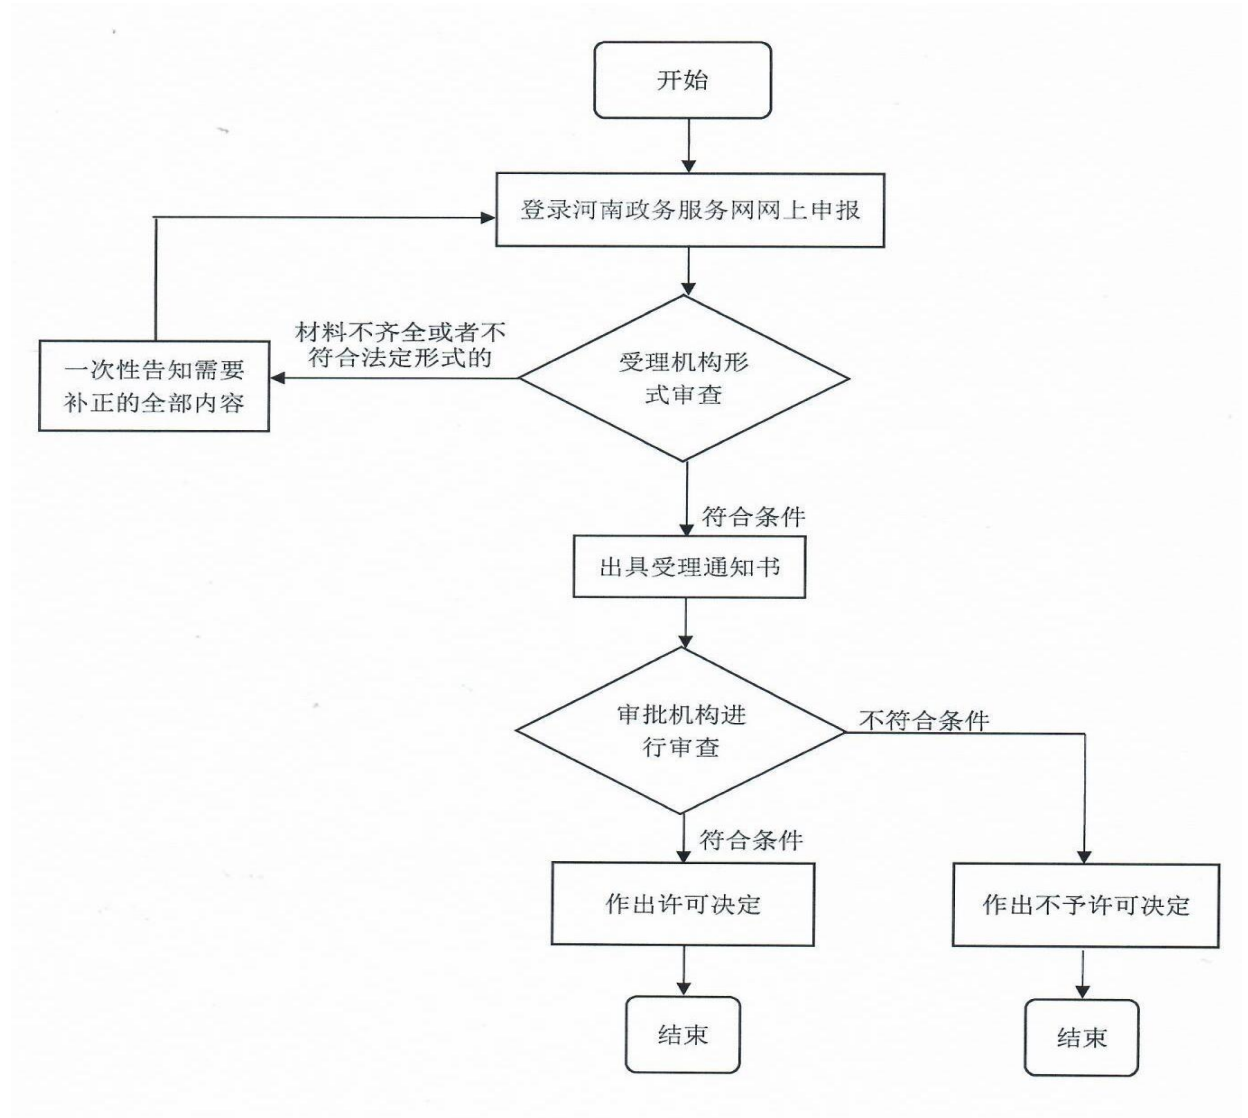 开始
登录河南政务服务网网上申报
材料不齐全或者不
符合法定形式的
一次性告知需要
补正的全部内容
受理机构形
式审查
符合条件
出具受理通知书
审批机构进
行审查
不符合条件
符合条件
作出许可决定
作出不予许可决定
结束
结束